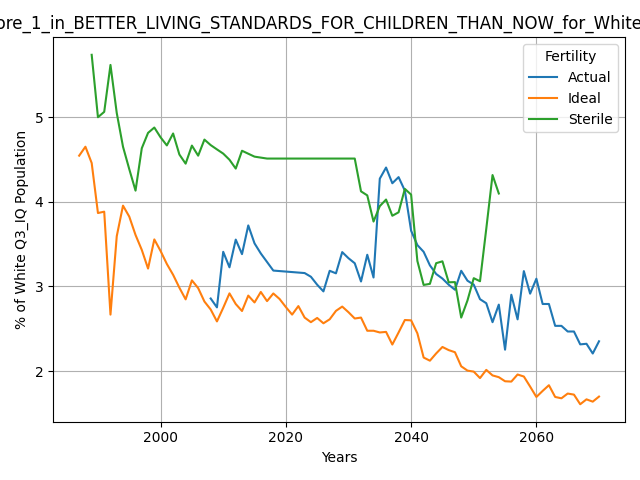 ore_1_in_BETTER_LIVING_STANDARDS_FOR_CHILDREN_THAN_NOW_for_White
Fertility
Actual
Ideal
Sterile
% of White Q3_IQ Population
5
4
3
2
2000
2020
2040
2060
Years